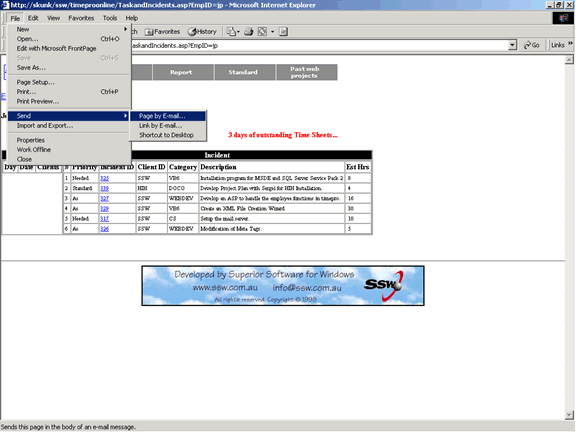 http://skunk/ssw/timeproonline/TaskandIncidents.asp?EmpID=jp - Microsoft Internet Explorer
File Edit View Favorites Tools Help
Favorites History
askandIncidents.asp?EmpID=jp Go Links »
New
Open... Ctrl+O
Edit with Microsoft FrontPage
Save Ctrl+S
Save As...
Page Setup...
Print... Ctrl+P
Print Preview...
Send
Import and Export...
Properties
Work Offline
Close
Page by E-mail...
Link by E-mail...
Shortcut to Desktop
Report Standard Past web projects
3 days of outstanding Time Sheets...
Incident
Day Date Clients # Priority Incident ID Client ID Category Description Est Hrs
1 Needed 325 SSW VB6 Installation program for MSDE and SQL Server Service Pack 2 8
2 Standard 339 HIH DOCO Develop Project Plan with Sergei for HIH Installation. 4
3 As 327 SSW WEBDEV Develop an ASP to handle the employee functions in timepro. 16
4 As 329 SSW VB6 Create an XML File Creation Wizard 30
5 Needed 317 SSW CS Setup the mail server. 10
6 As 326 SSW WEBDEV Modification of Meta Tags. 5
Developed by Superior Software for Windows
www.ssw.com.au info@ssw.com.au
All rights reserved. Copyright © 1998
SSW
Sends this page in the body of an e-mail message.